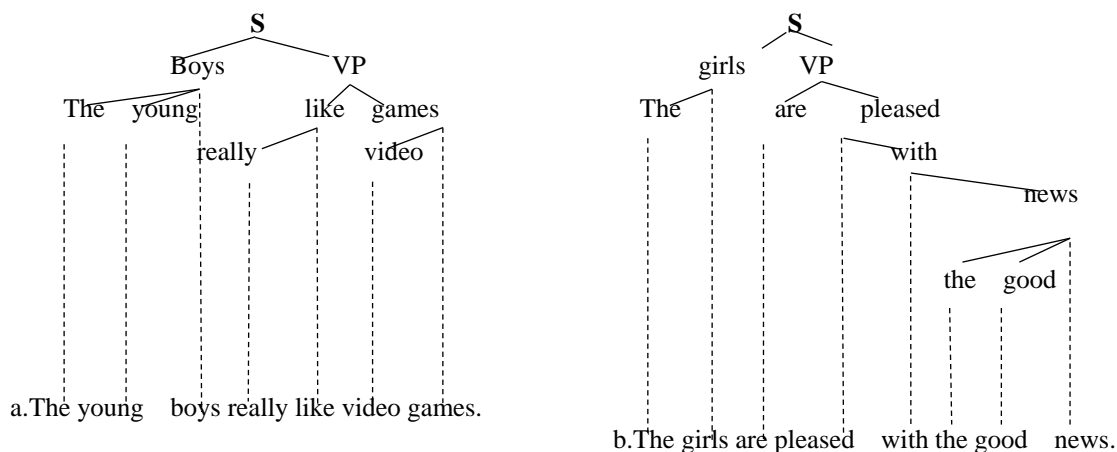 S
Boys VP
The young like games
really video
a.The young boys really like video games.
S
girls VP
The are pleased
with
news
the good
b.The girls are pleased with the good news.